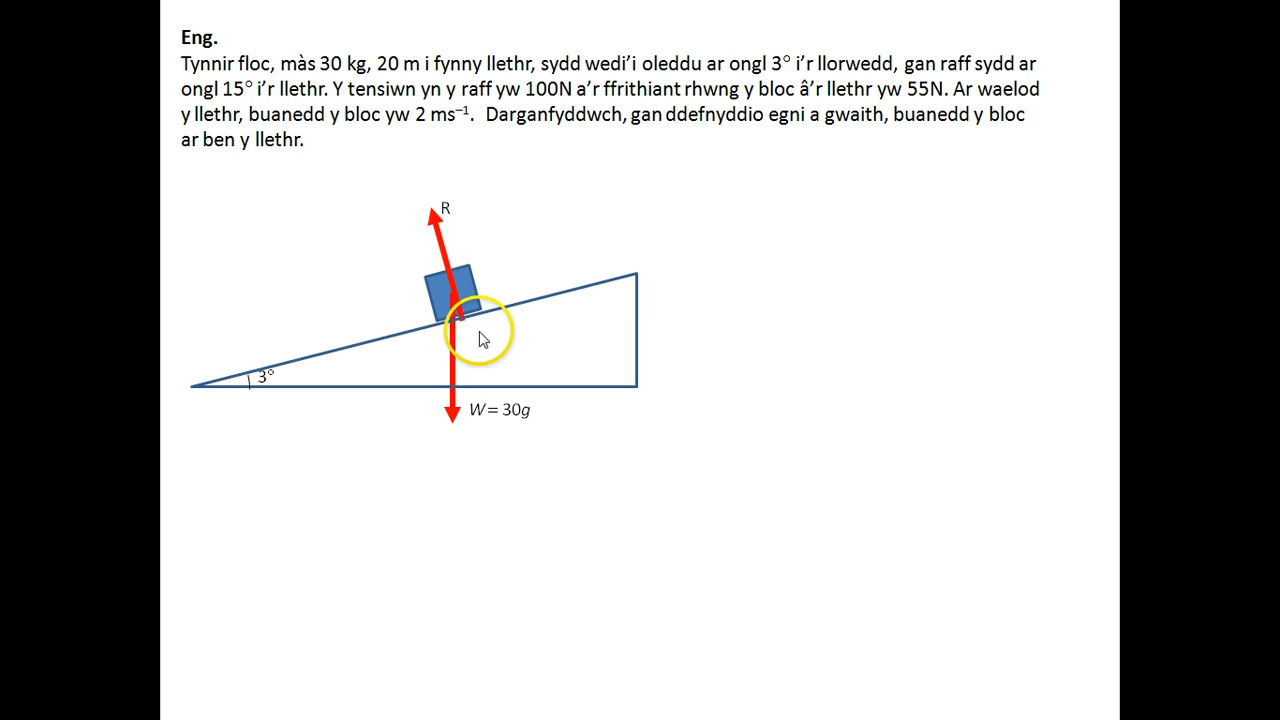 Eng.
Tynnir floc, màs 30 kg, 20 m i fynny llethr, sydd wedi’i oleddu ar ongl 3° i’r llorwedd, gan raff sydd ar
ongl 15° i’r llethr. Y tensiwn yn y raff yw 100N a’r ffrithiant rhwng y bloc â’r llethr yw 55N. Ar waelod
y llethr, buanedd y bloc yw 2 ms⁻¹. Darganfyddwch, gan ddefnyddio egni a gwaith, buanedd y bloc
ar ben y llethr.
R
3°
W = 30g